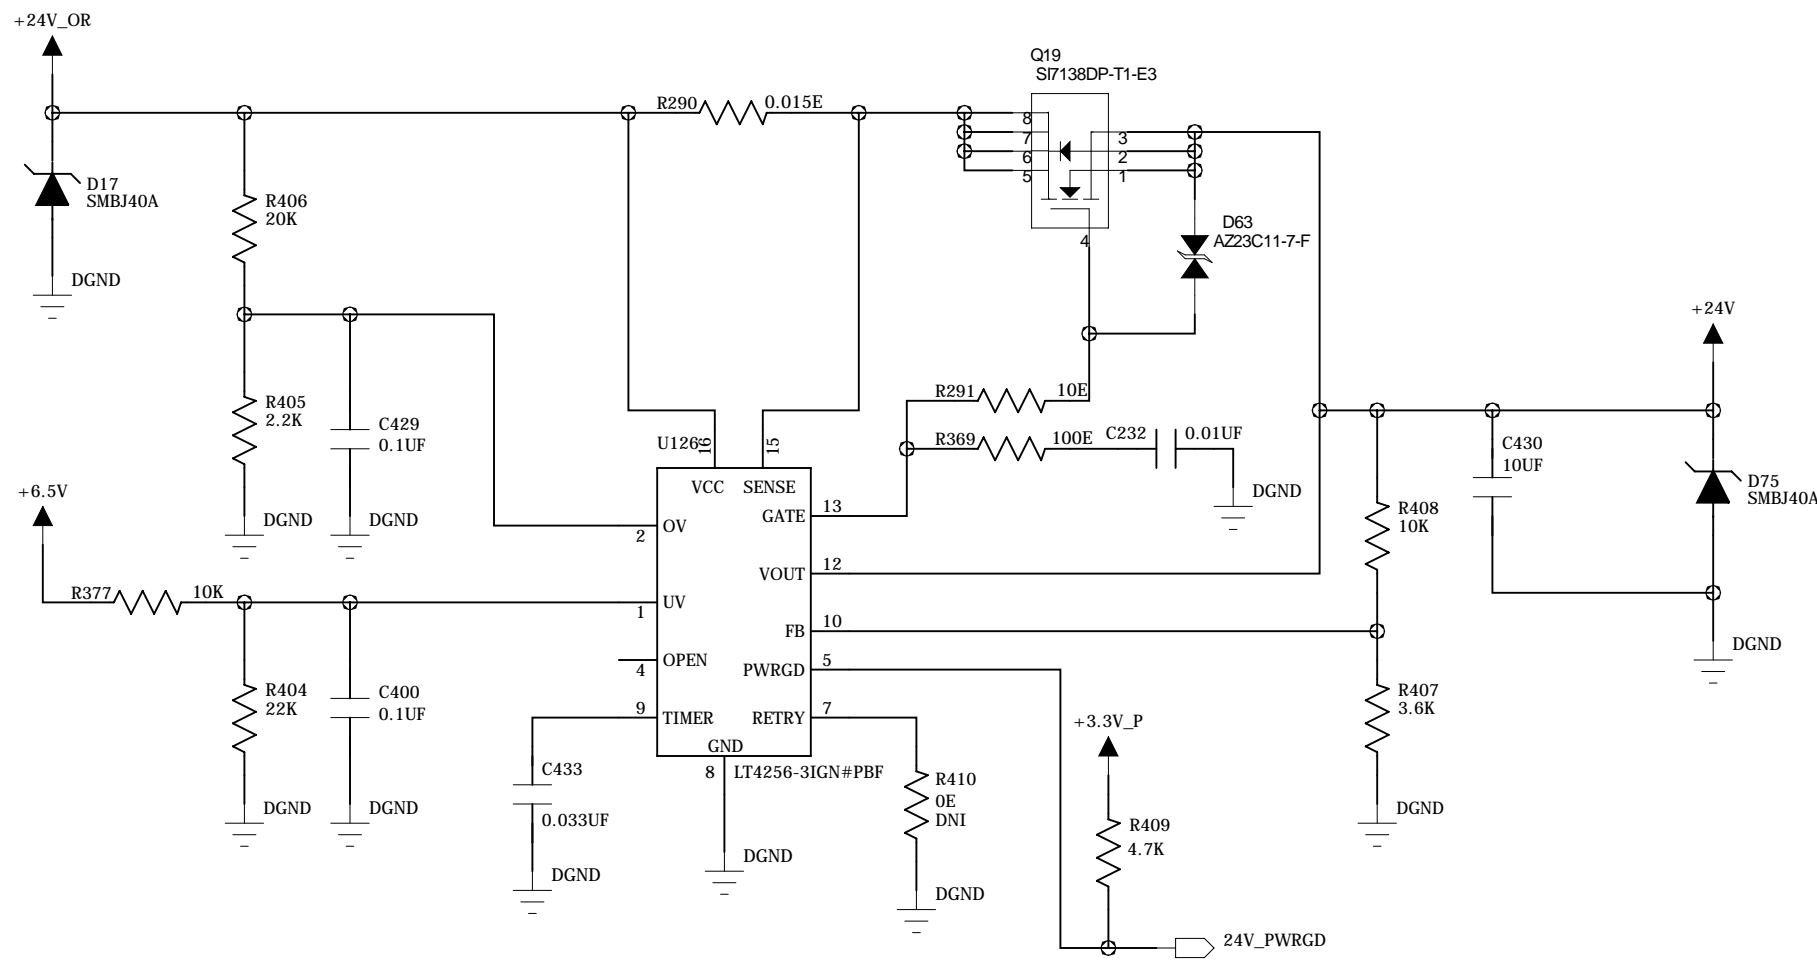 +24V_OR
Q19
SI7138DP-T1-E3
R290
0.015E
8
7
6
5
3
2
1
4
D17
SMBJ40A
R406
20K
D63
AZ23C11-7-F
DGND
+24V
R291
10E
R405
2.2K
C429
0.1UF
U126
16
15
R369
100E
C232
0.01UF
C430
10UF
D75
SMBJ40A
+6.5V
VCC
SENSE
DGND
DGND
DGND
GATE
13
OV
2
R408
10K
VOUT
12
R377
10K
UV
1
FB
10
DGND
OPEN
4
PWRGD
5
R404
22K
C400
0.1UF
R407
3.6K
TIMER
9
RETRY
7
+3.3V_P
GND
8
LT4256-3IGN#PBF
C433
0.033UF
R410
0E
DNI
DGND
DGND
DGND
R409
4.7K
DGND
DGND
DGND
24V_PWRGD